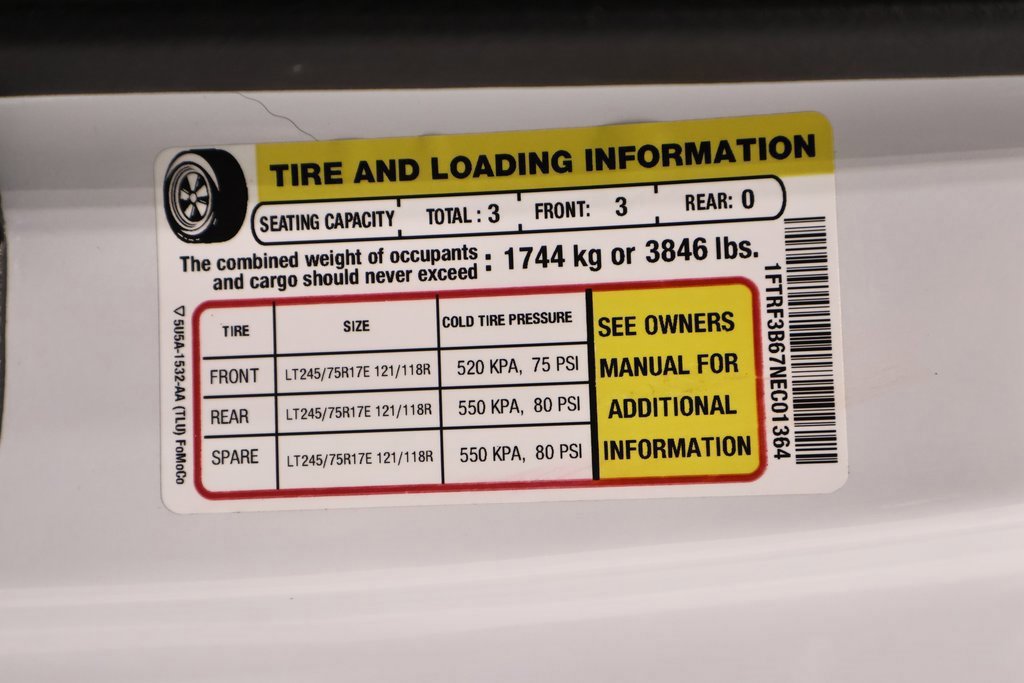 TIRE AND LOADING INFORMATION
SEATING CAPACITY TOTAL : 3 FRONT: 3 REAR: 0
The combined weight of occupants
and cargo should never exceed : 1744 kg or 3846 lbs.
TIRE SIZE COLD TIRE PRESSURE
FRONT LT245/75R17E 121/118R 520 KPA, 75 PSI
REAR LT245/75R17E 121/118R 550 KPA, 80 PSI
SPARE LT245/75R17E 121/118R 550 KPA, 80 PSI
SEE OWNERS
MANUAL FOR
ADDITIONAL
INFORMATION
1FTRF3B67NEC01364
5U5A-1532-AA (TLU) FoMoCo